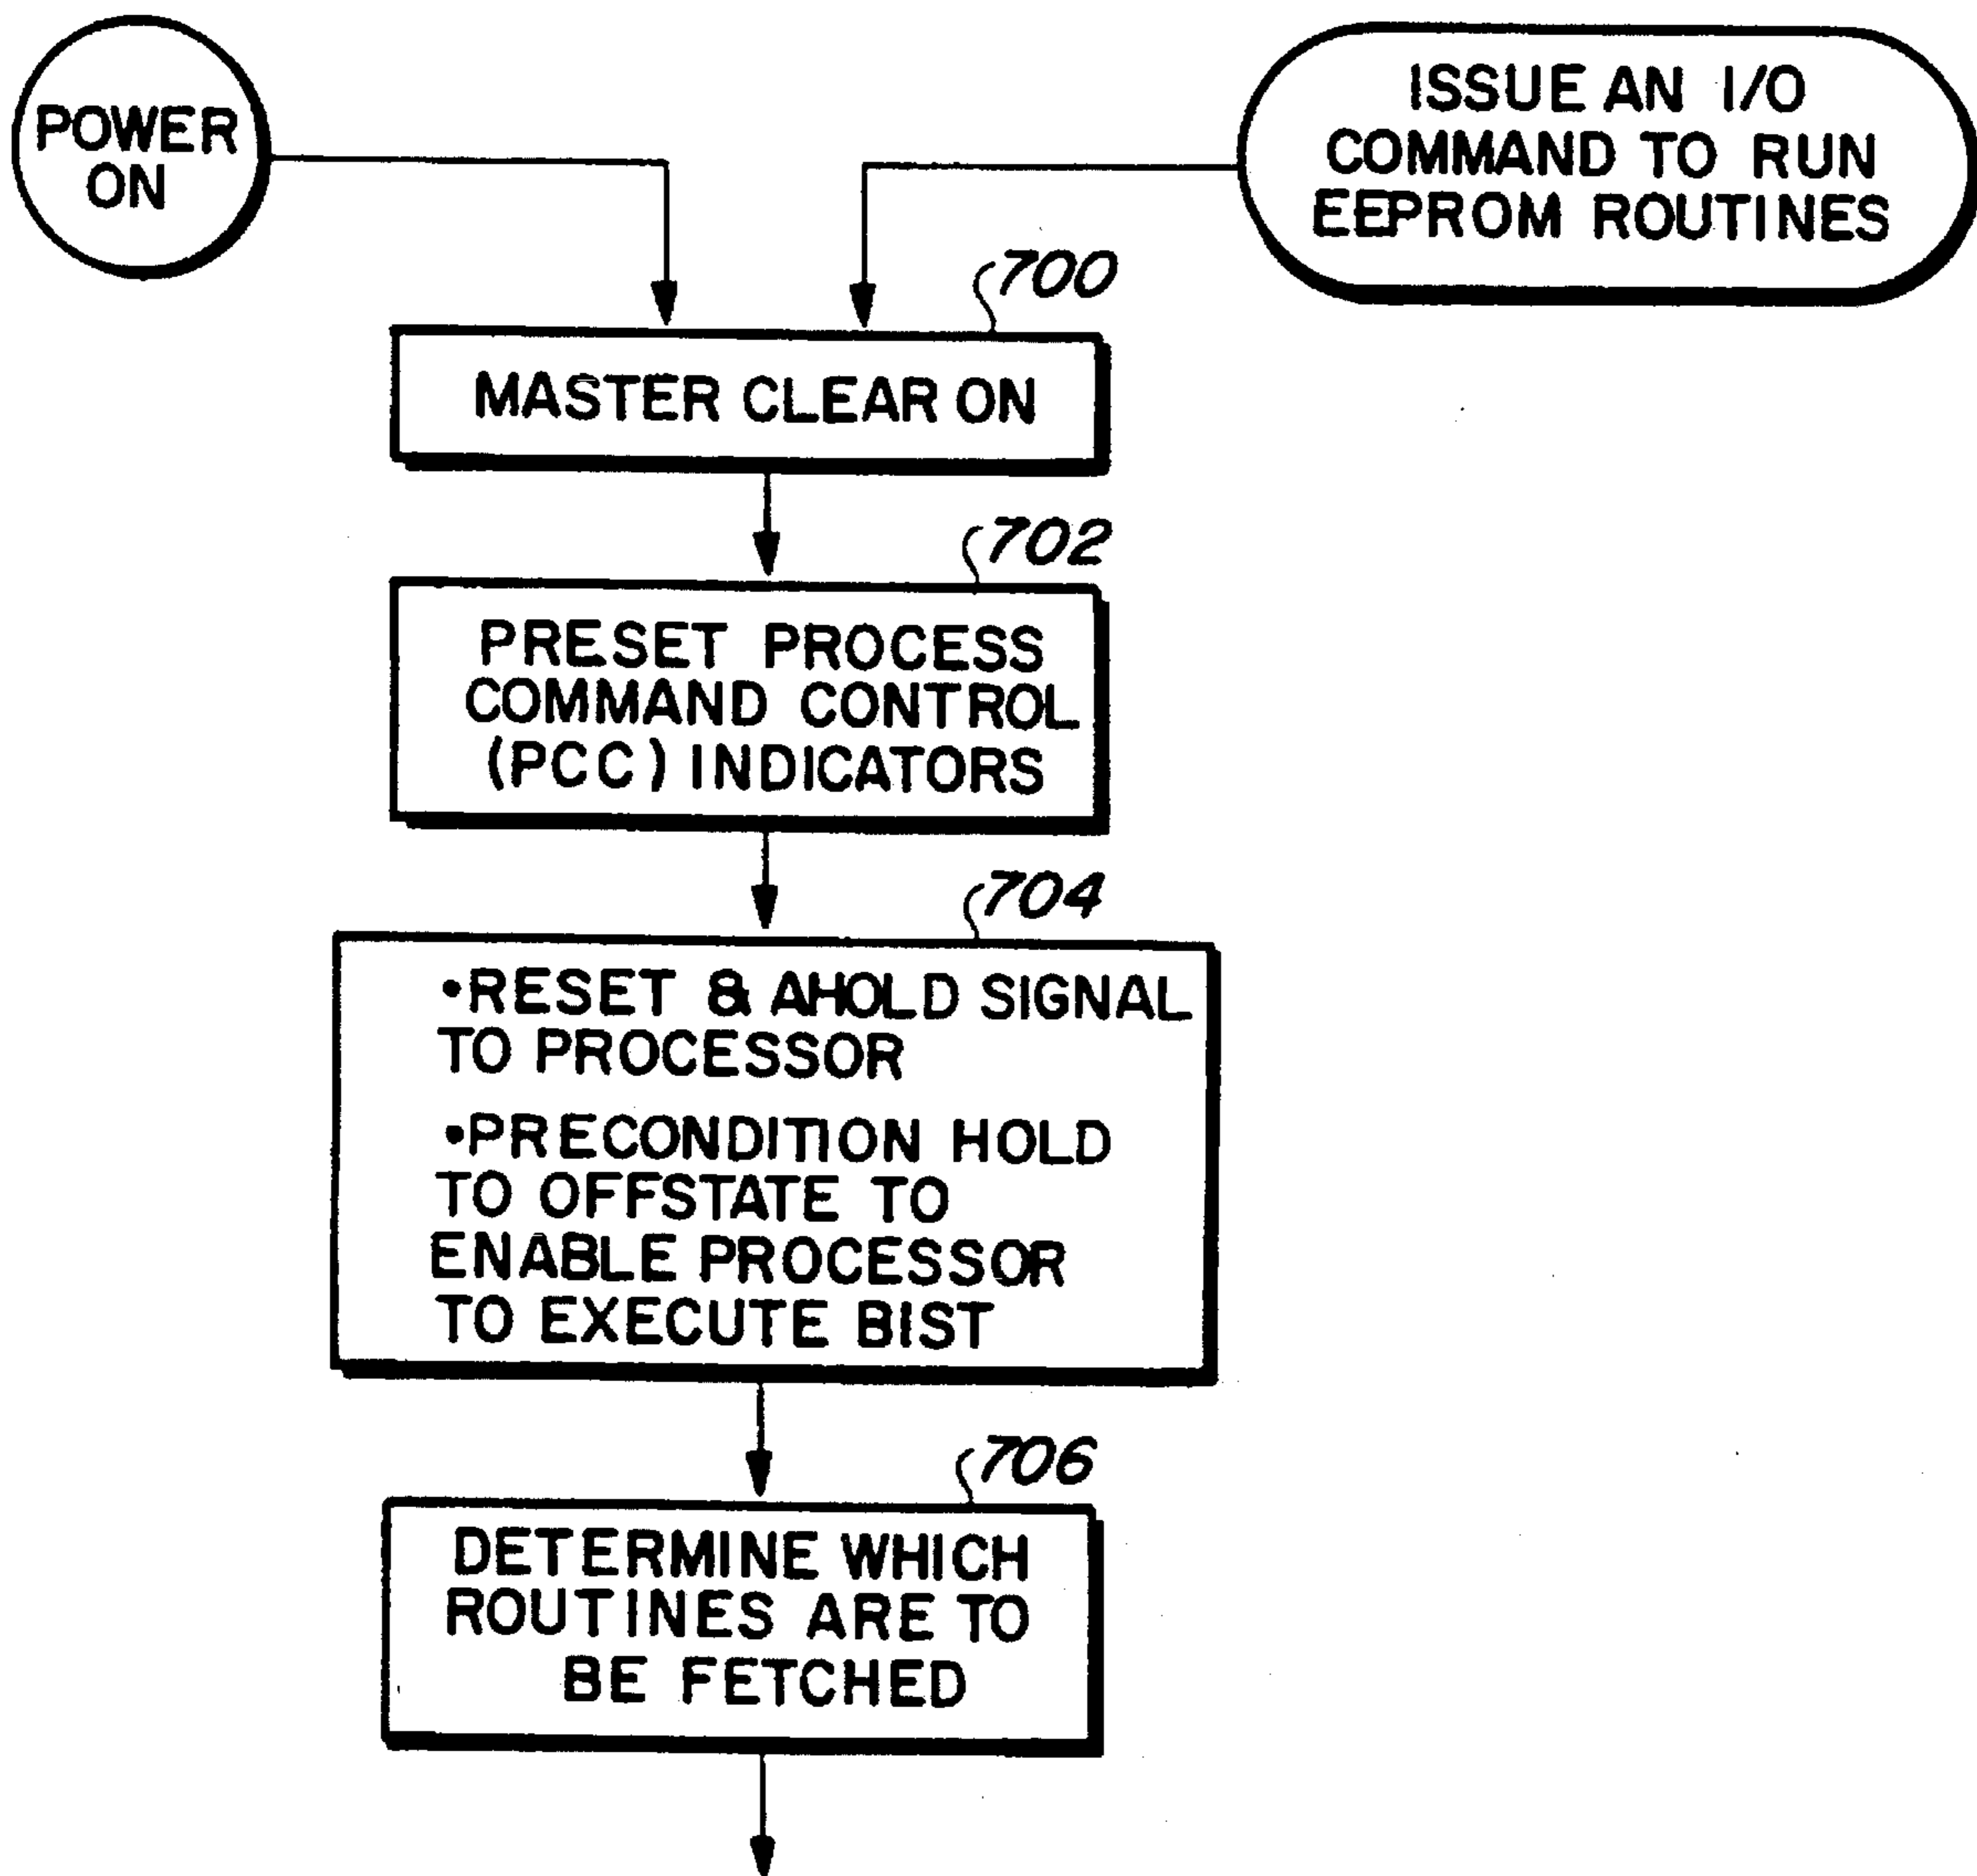 POWER
ON
ISSUE AN I/O
COMMAND TO RUN
EEPROM ROUTINES
700
MASTER CLEAR ON
702
PRESET PROCESS
COMMAND CONTROL
(PCC) INDICATORS
704
•RESET & AHOLD SIGNAL
TO PROCESSOR
•PRECONDITION HOLD
TO OFFSTATE TO
ENABLE PROCESSOR
TO EXECUTE BIST
706
DETERMINE WHICH
ROUTINES ARE TO
BE FETCHED